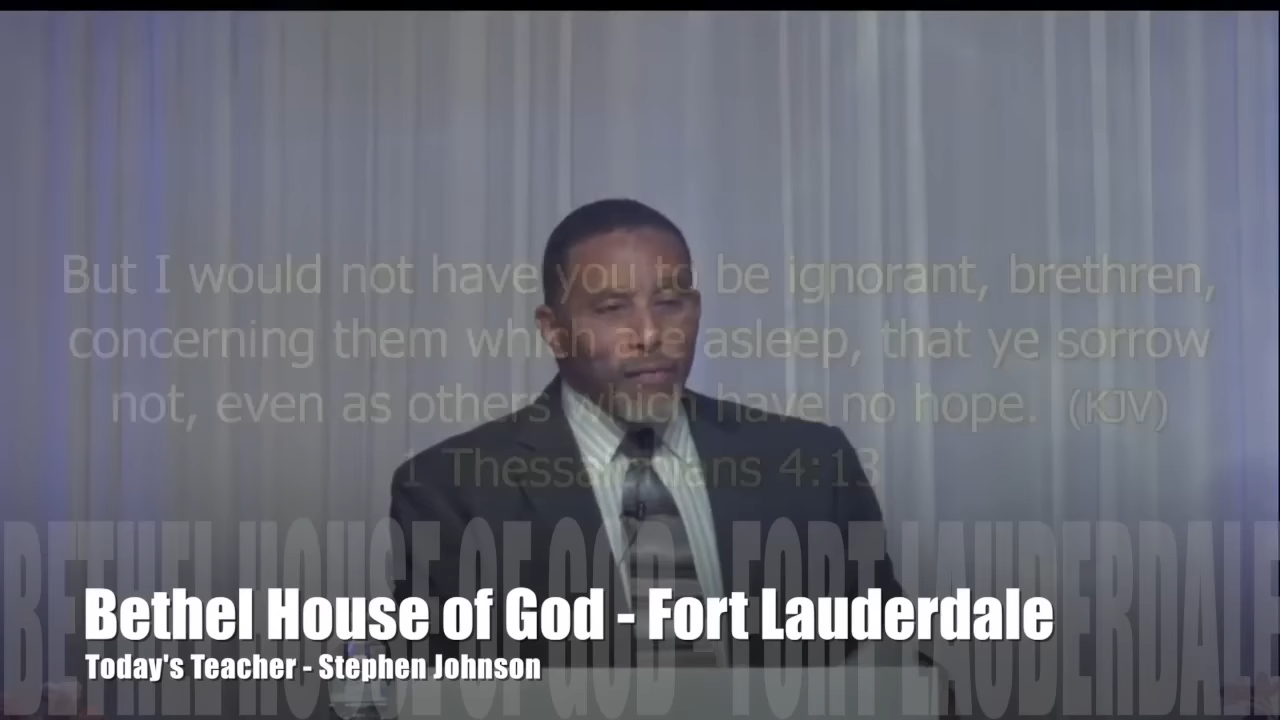 But I would not have you to be ignorant, brethren,
concerning them which are asleep, that ye sorrow
not, even as others which have no hope. (KJV)
1 Thessalonians 4:13
BETHEL HOUSE OF GOD - FORT LAUDERDALE
Bethel House of God - Fort Lauderdale
Today's Teacher - Stephen Johnson